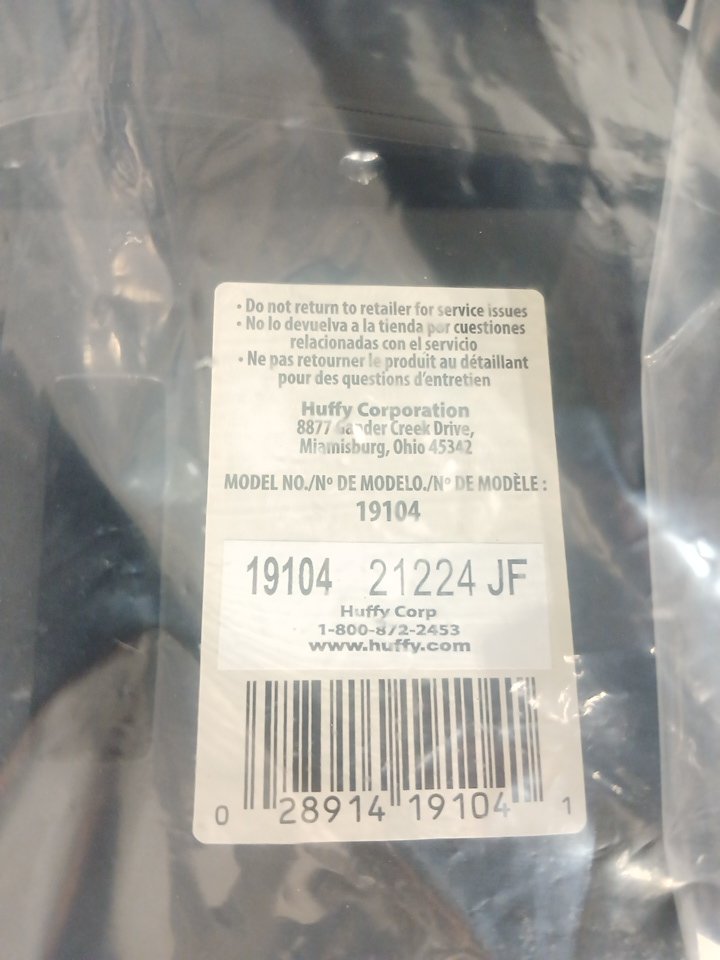 • Do not return to retailer for service issues
• No lo devuelva a la tienda por cuestiones
relacionadas con el servicio
• Ne pas retourner le produit au détaillant
pour des questions d'entretien
Huffy Corporation
8877 Gander Creek Drive,
Miamisburg, Ohio 45342
MODEL NO./Nº DE MODELO./Nº DE MODÈLE :
19104
19104 21224 JF
Huffy Corp
1-800-872-2453
www.huffy.com
0 28914 19104 1